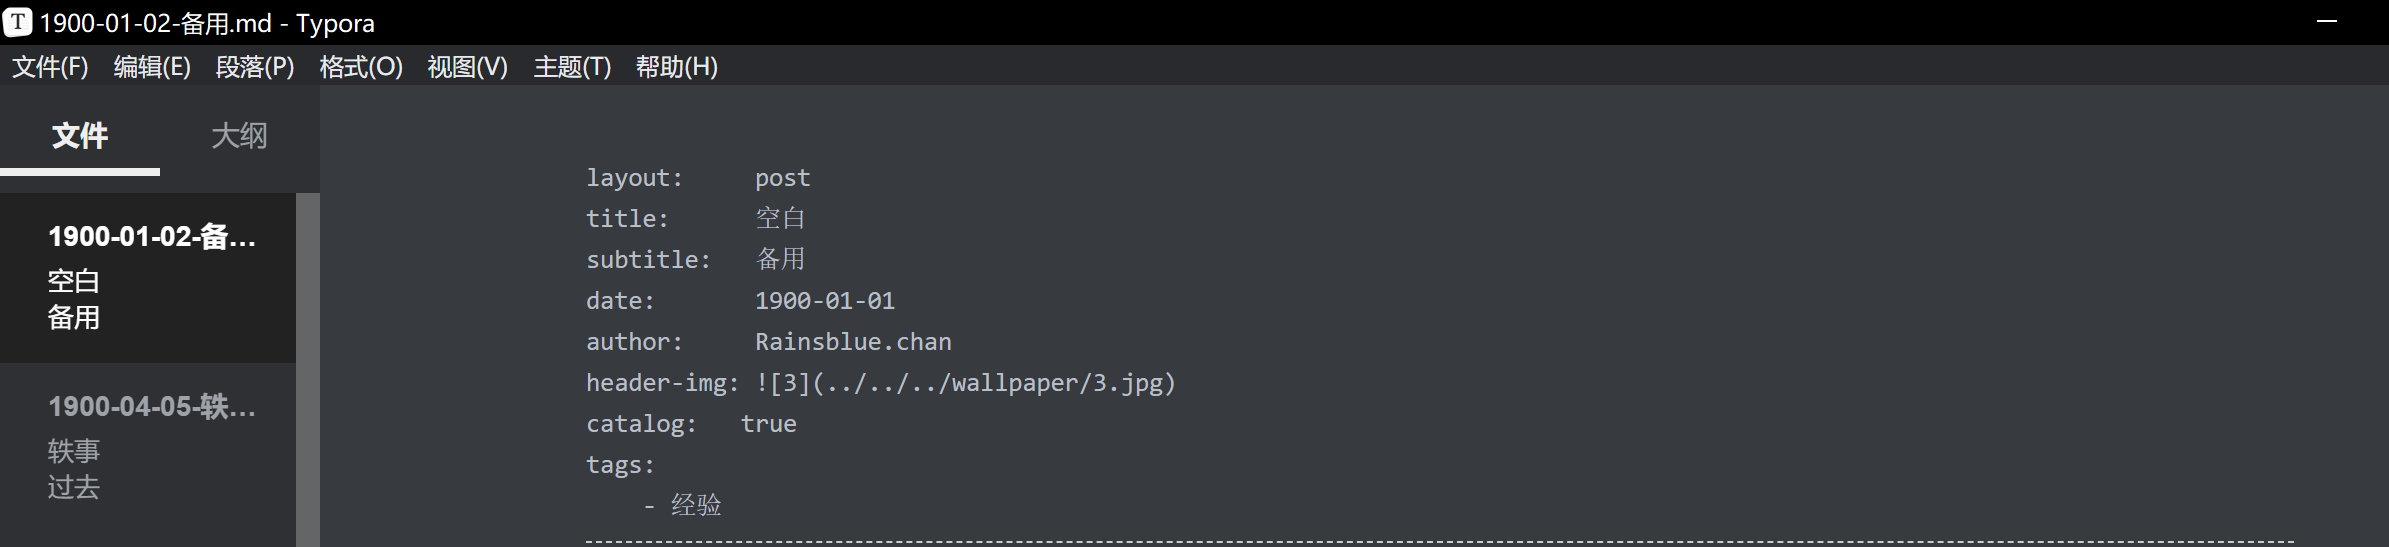 T 1900-01-02-备用.md - Typora
文件(F) 编辑(E) 段落(P) 格式(O) 视图(V) 主题(T) 帮助(H)
文件 大纲
1900-01-02-备...
空白
备用
1900-04-05-轶...
轶事
过去
layout: post
title: 空白
subtitle: 备用
date: 1900-01-01
author: Rainsblue.chan
header-img: ![3](../../../wallpaper/3.jpg)
catalog: true
tags:
- 经验